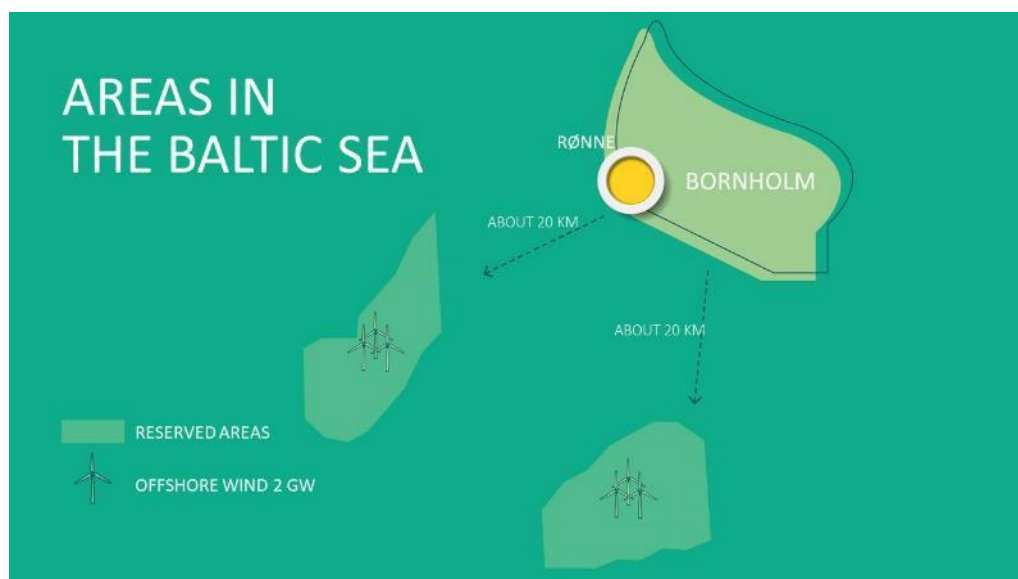 AREAS IN
THE BALTIC SEA
RØNNE
BORNHOLM
ABOUT 20 KM
ABOUT 20 KM
RESERVED AREAS
OFFSHORE WIND 2 GW